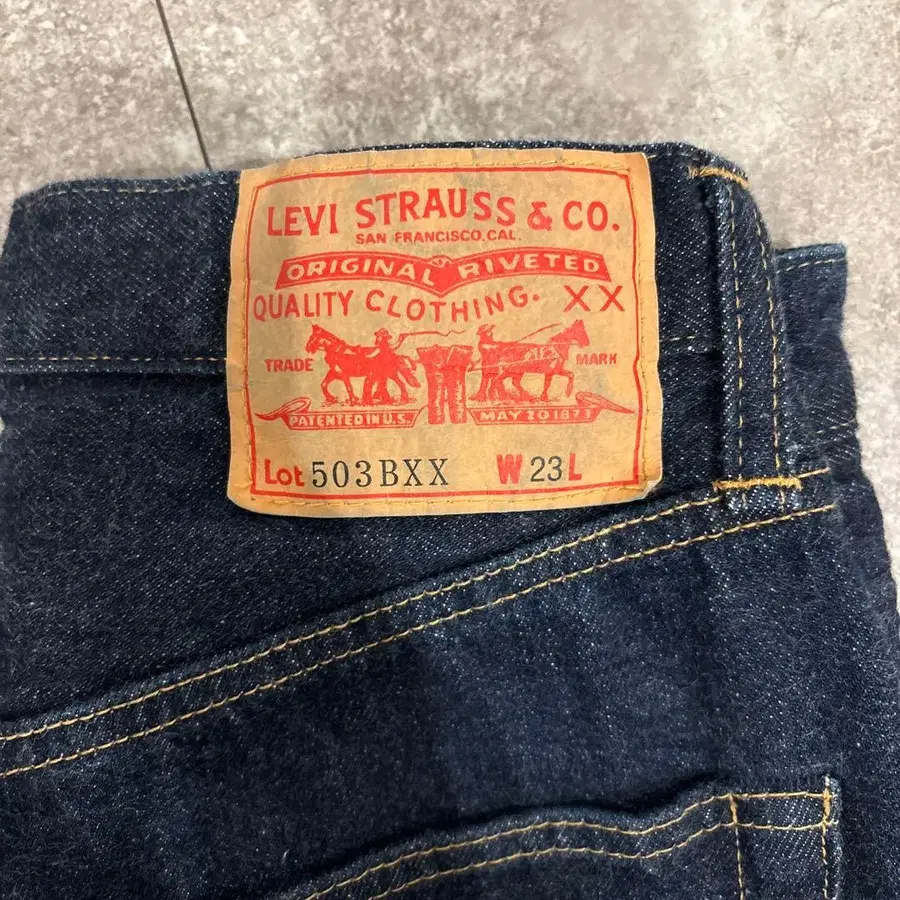 LEVI STRAUSS & CO.
SAN FRANCISCO, CAL.
ORIGINAL RIVETED
QUALITY CLOTHING. XX
TRADE MARK
PATENTED IN U.S. MAY 20 1873
Lot 503BXX W 23 L